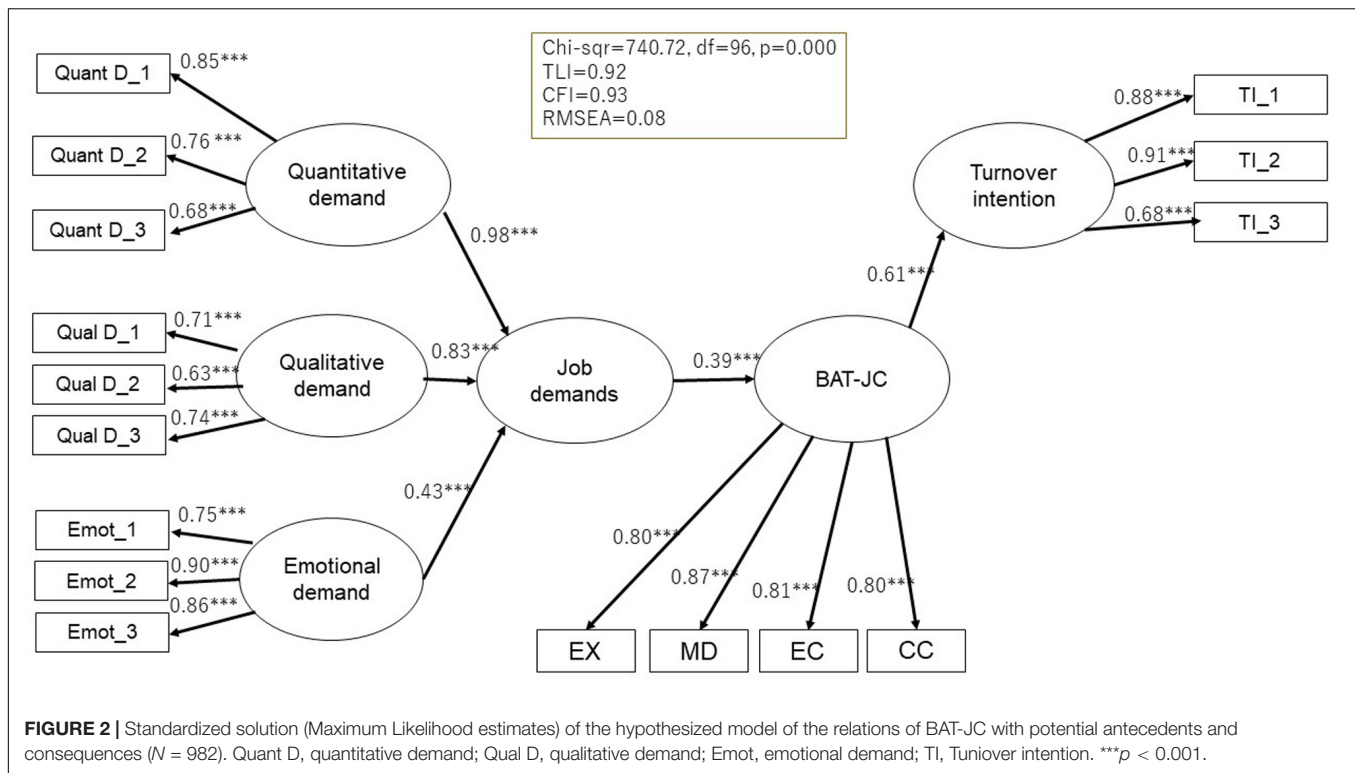 Chi-sqr=740.72, df=96, p=0.000
TLI=0.92
CFI=0.93
RMSEA=0.08
Quant D_1
0.85***
Quant D_2
0.76 ***
Quant D_3
0.68***
Quantitative
demand
0.98***
Qual D_1
0.71***
Qual D_2
0.63***
Qual D_3
0.74***
Qualitative
demand
0.83***
Emot_1
0.75***
Emot_2
0.90***
Emot_3
0.86***
Emotional
demand
0.43***
Job
demands
0.39***
BAT-JC
0.61***
Turnover
intention
0.88***
TI_1
0.91***
TI_2
0.68***
TI_3
0.80***
0.87***
0.81***
0.80***
EX
MD
EC
CC
FIGURE 2 | Standardized solution (Maximum Likelihood estimates) of the hypothesized model of the relations of BAT-JC with potential antecedents and
consequences (N = 982). Quant D, quantitative demand; Qual D, qualitative demand; Emot, emotional demand; TI, Tuniover intention. ***p < 0.001.